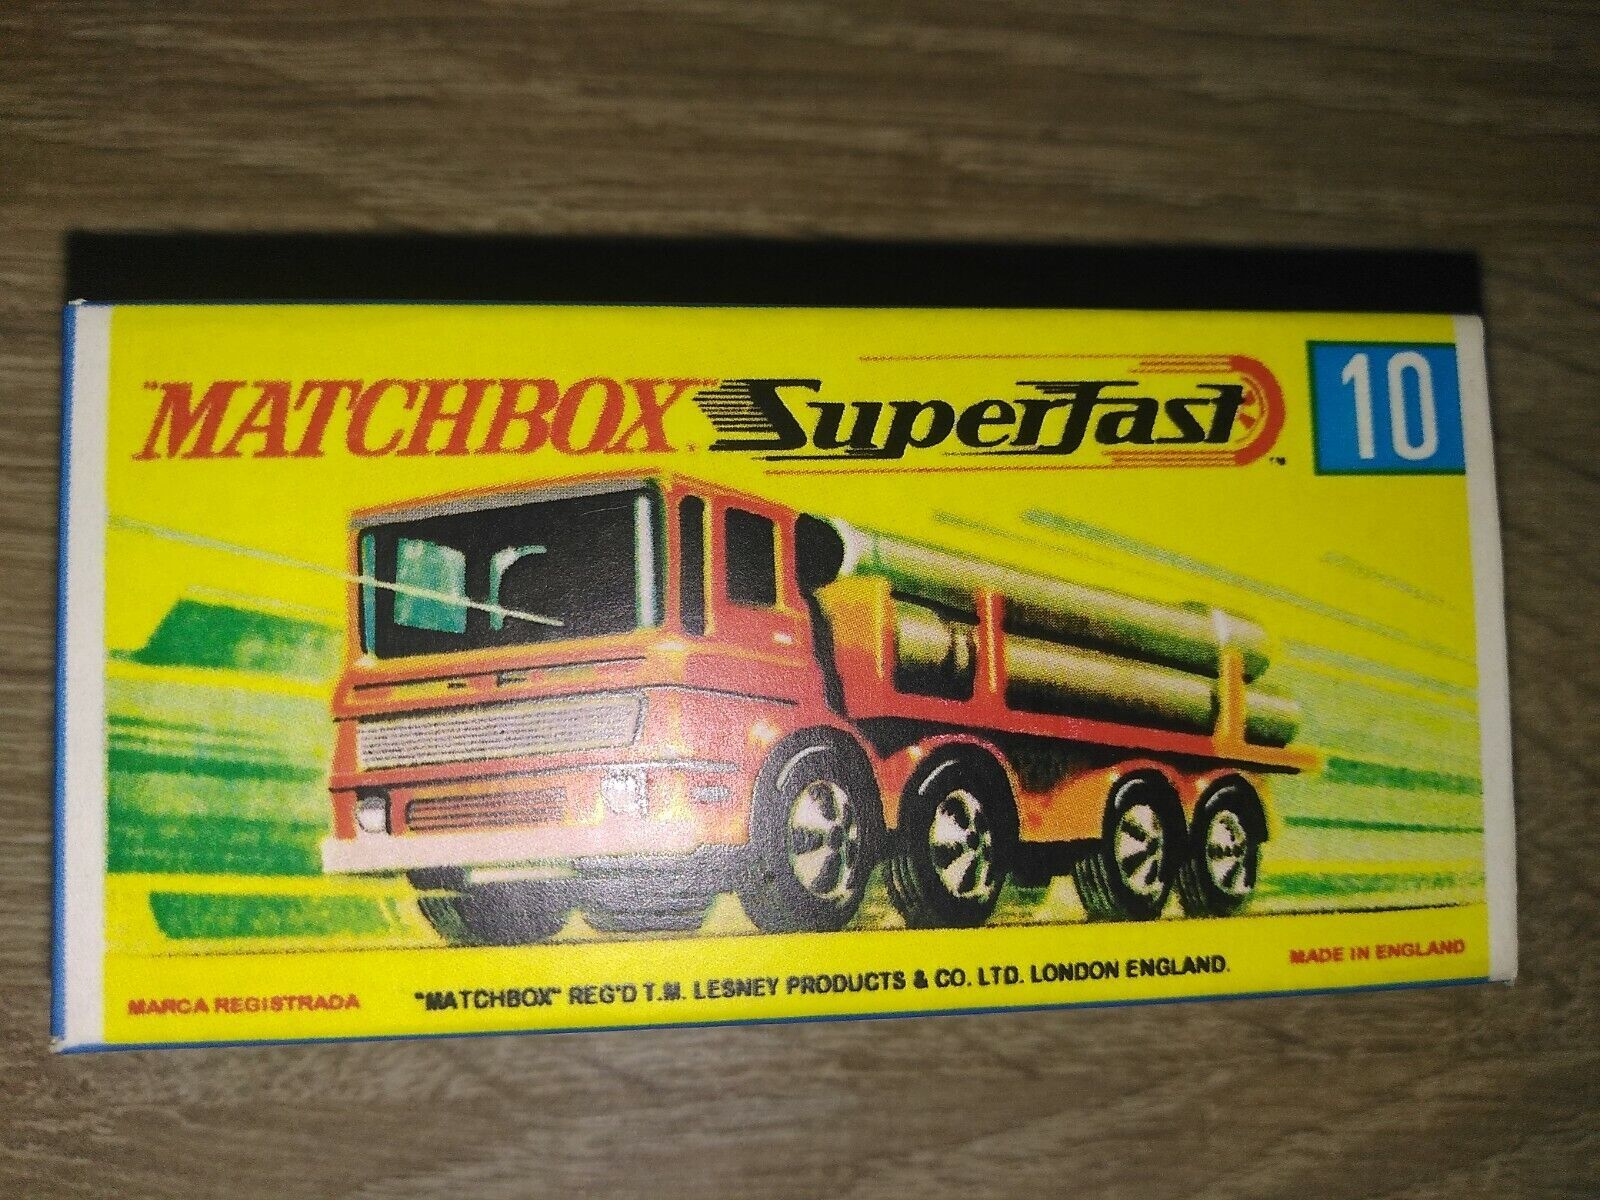 "MATCHBOX" Superfast
TM
10
MARCA REGISTRADA
"MATCHBOX" REG'D T.M. LESNEY PRODUCTS & CO. LTD. LONDON ENGLAND.
MADE IN ENGLAND